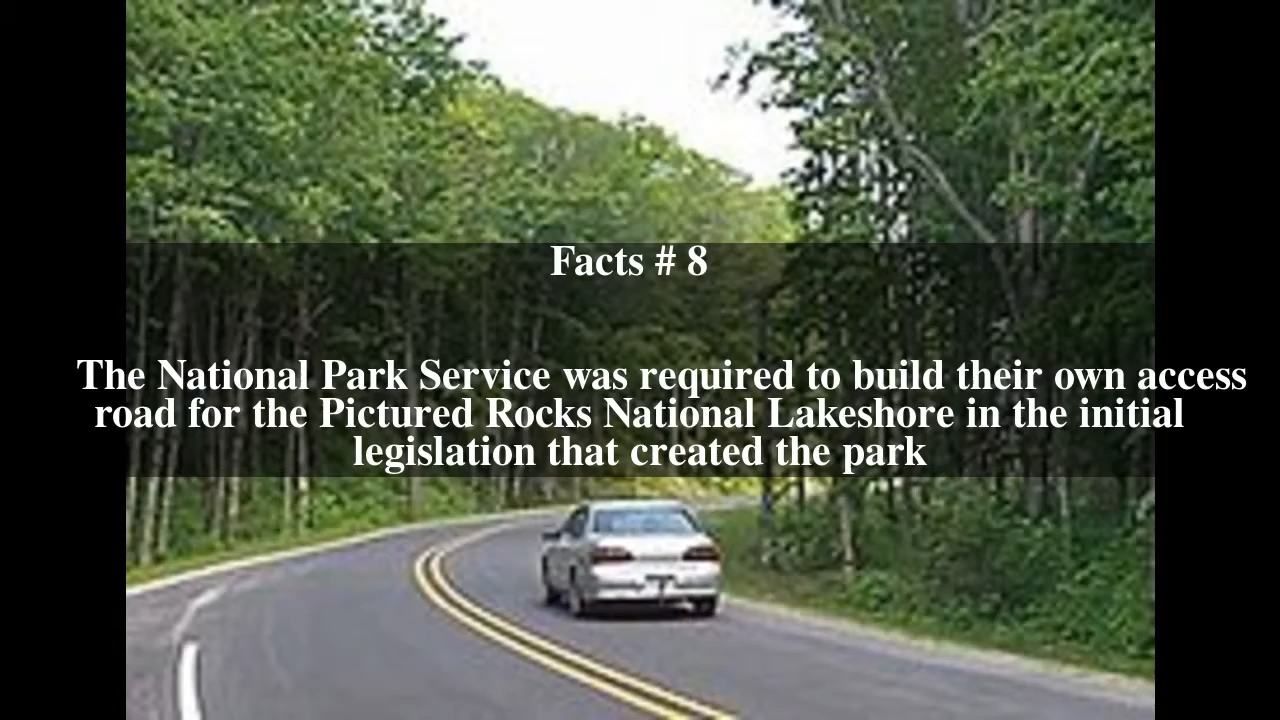 Facts # 8
The National Park Service was required to build their own access
road for the Pictured Rocks National Lakeshore in the initial
legislation that created the park